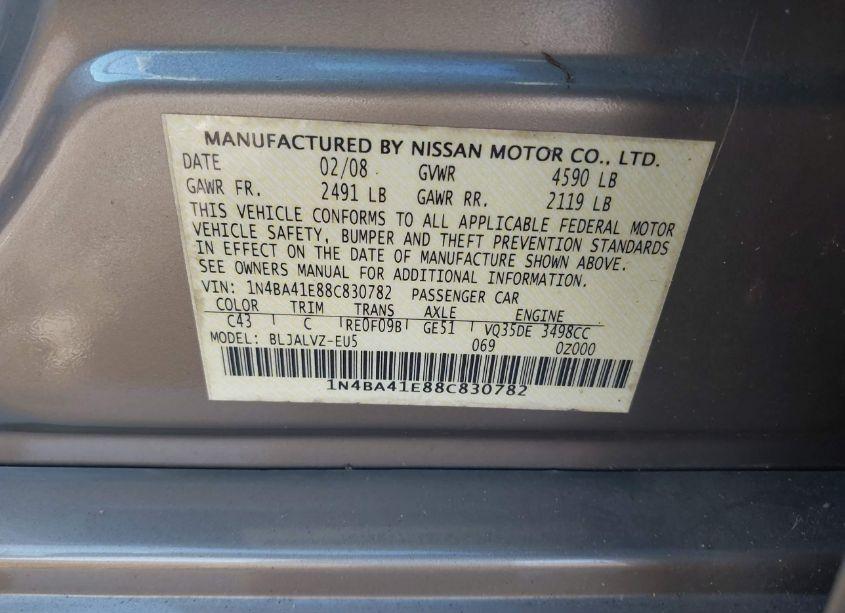 MANUFACTURED BY NISSAN MOTOR CO., LTD.
DATE 02/08 GVWR 4590 LB
GAWR FR. 2491 LB GAWR RR. 2119 LB
THIS VEHICLE CONFORMS TO ALL APPLICABLE FEDERAL MOTOR
VEHICLE SAFETY, BUMPER AND THEFT PREVENTION STANDARDS
IN EFFECT ON THE DATE OF MANUFACTURE SHOWN ABOVE.
SEE OWNERS MANUAL FOR ADDITIONAL INFORMATION.
VIN: 1N4BA41E88C830782 PASSENGER CAR
COLOR TRIM TRANS AXLE ENGINE
C43 C RE0F09B GE51 VQ35DE 3498CC
MODEL: BLJALVZ-EU5 069 0Z000
1N4BA41E88C830782